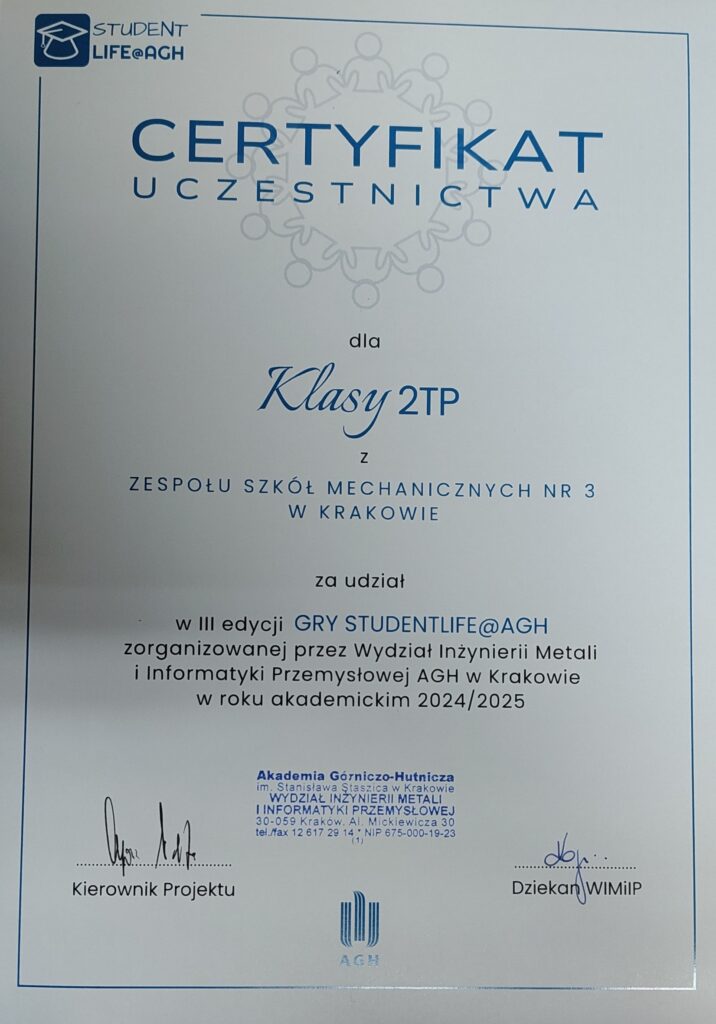 STUDENT
LIFE@AGH
CERTYFIKAT
UCZESTNICTWA
dla
Klasy 2TP
z
ZESPOŁU SZKÓŁ MECHANICZNYCH NR 3
W KRAKOWIE
za udział
w III edycji GRY STUDENTLIFE@AGH
zorganizowanej przez Wydział Inżynierii Metali
i Informatyki Przemysłowej AGH w Krakowie
w roku akademickim 2024/2025
Akademia Górniczo-Hutnicza
im. Stanisława Staszica w Krakowie
WYDZIAŁ INŻYNIERII METALI
I INFORMATYKI PRZEMYSŁOWEJ
30-059 Kraków, Al. Mickiewicza 30
tel./fax 12 617 29 14 * NIP 675-000-19-23
(1)
Kierownik Projektu
Dziekan WIMiIP
AGH